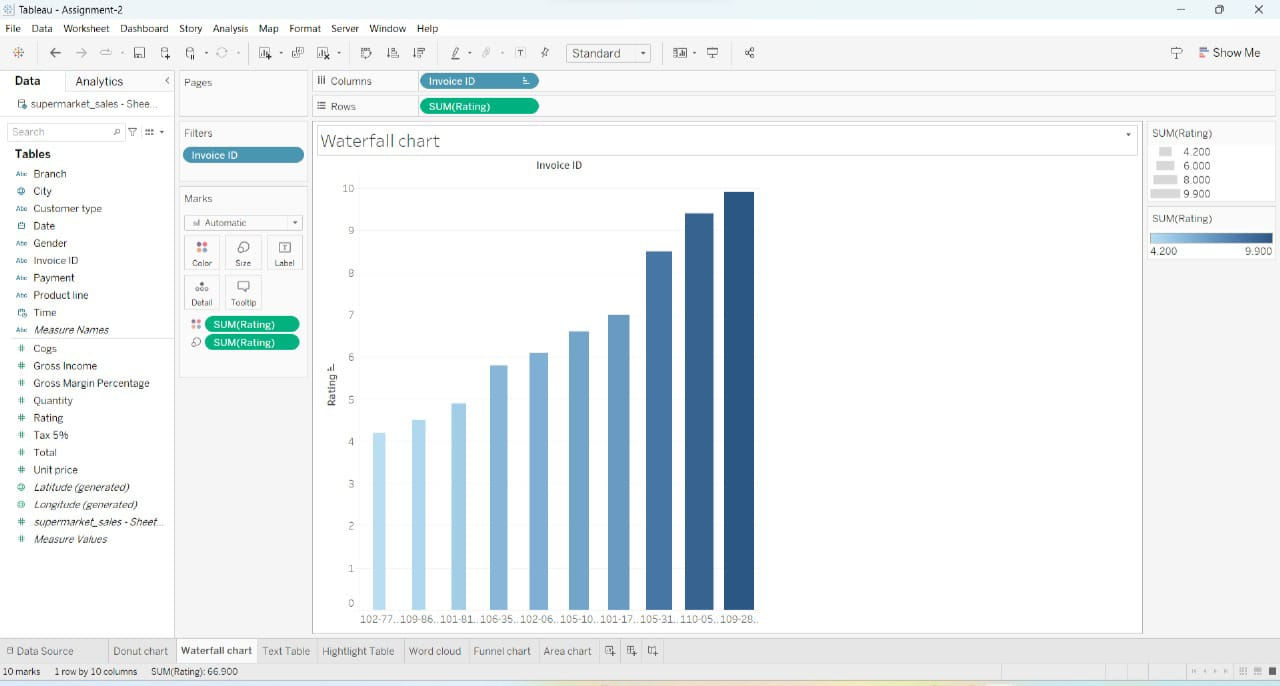 Tableau - Assignment-2
File Data Worksheet Dashboard Story Analysis Map Format Server Window Help
Standard
Show Me
Data Analytics
supermarket_sales - Shee...
Search
Tables
Abc Branch
City
Abc Customer type
Date
Abc Gender
Abc Invoice ID
Abc Payment
Abc Product line
Time
Abc Measure Names
# Cogs
# Gross Income
# Gross Margin Percentage
# Quantity
# Rating
# Tax 5%
# Total
# Unit price
Latitude (generated)
Longitude (generated)
# supermarket_sales - Sheet...
# Measure Values
Pages
Filters
Invoice ID
Marks
Automatic
Color Size Label
Detail Tooltip
SUM(Rating)
SUM(Rating)
Columns Invoice ID
Rows SUM(Rating)
Waterfall chart
Invoice ID
10
9
8
7
6
5
4
3
2
1
0
Rating
102-77.. 109-86.. 101-81.. 106-35.. 102-06.. 105-10.. 101-17.. 105-31.. 110-05.. 109-28..
SUM(Rating)
4.200
6.000
8.000
9.900
SUM(Rating)
4.200 9.900
Data Source Donut chart Waterfall chart Text Table Hightlight Table Word cloud Funnel chart Area chart
10 marks 1 row by 10 columns SUM(Rating): 66.900